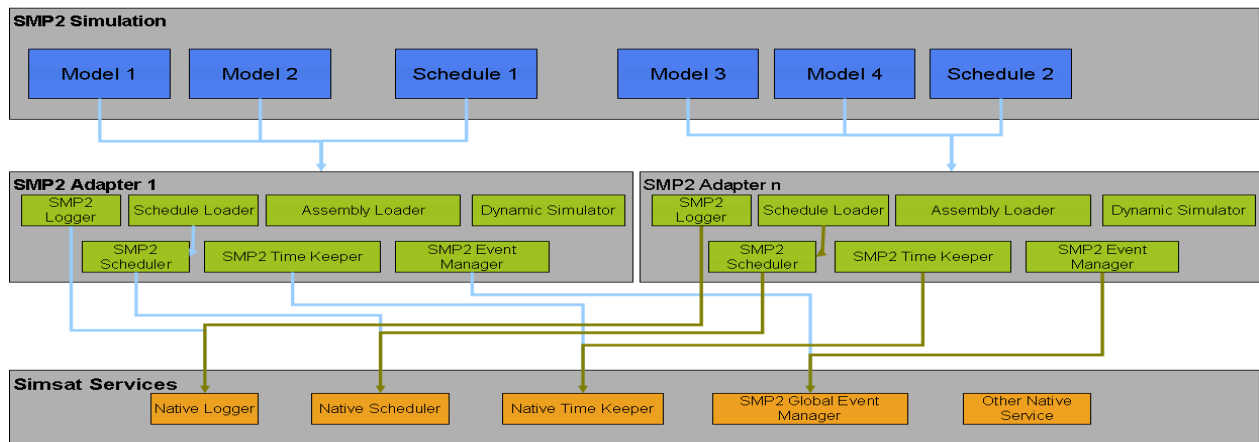 SMP2 Simulation
Model 1
Model 2
Schedule 1
Model 3
Model 4
Schedule 2
SMP2 Adapter 1
SMP2
Logger
Schedule Loader
Assembly Loader
Dynamic Simulator
SMP2
Scheduler
SMP2 Time Keeper
SMP2 Event
Manager
SMP2 Adapter n
SMP2
Logger
Schedule Loader
Assembly Loader
Dynamic Simulator
SMP2
Scheduler
SMP2 Time Keeper
SMP2 Event
Manager
Simsat Services
Native Logger
Native Scheduler
Native Time Keeper
SMP2 Global Event
Manager
Other Native
Service